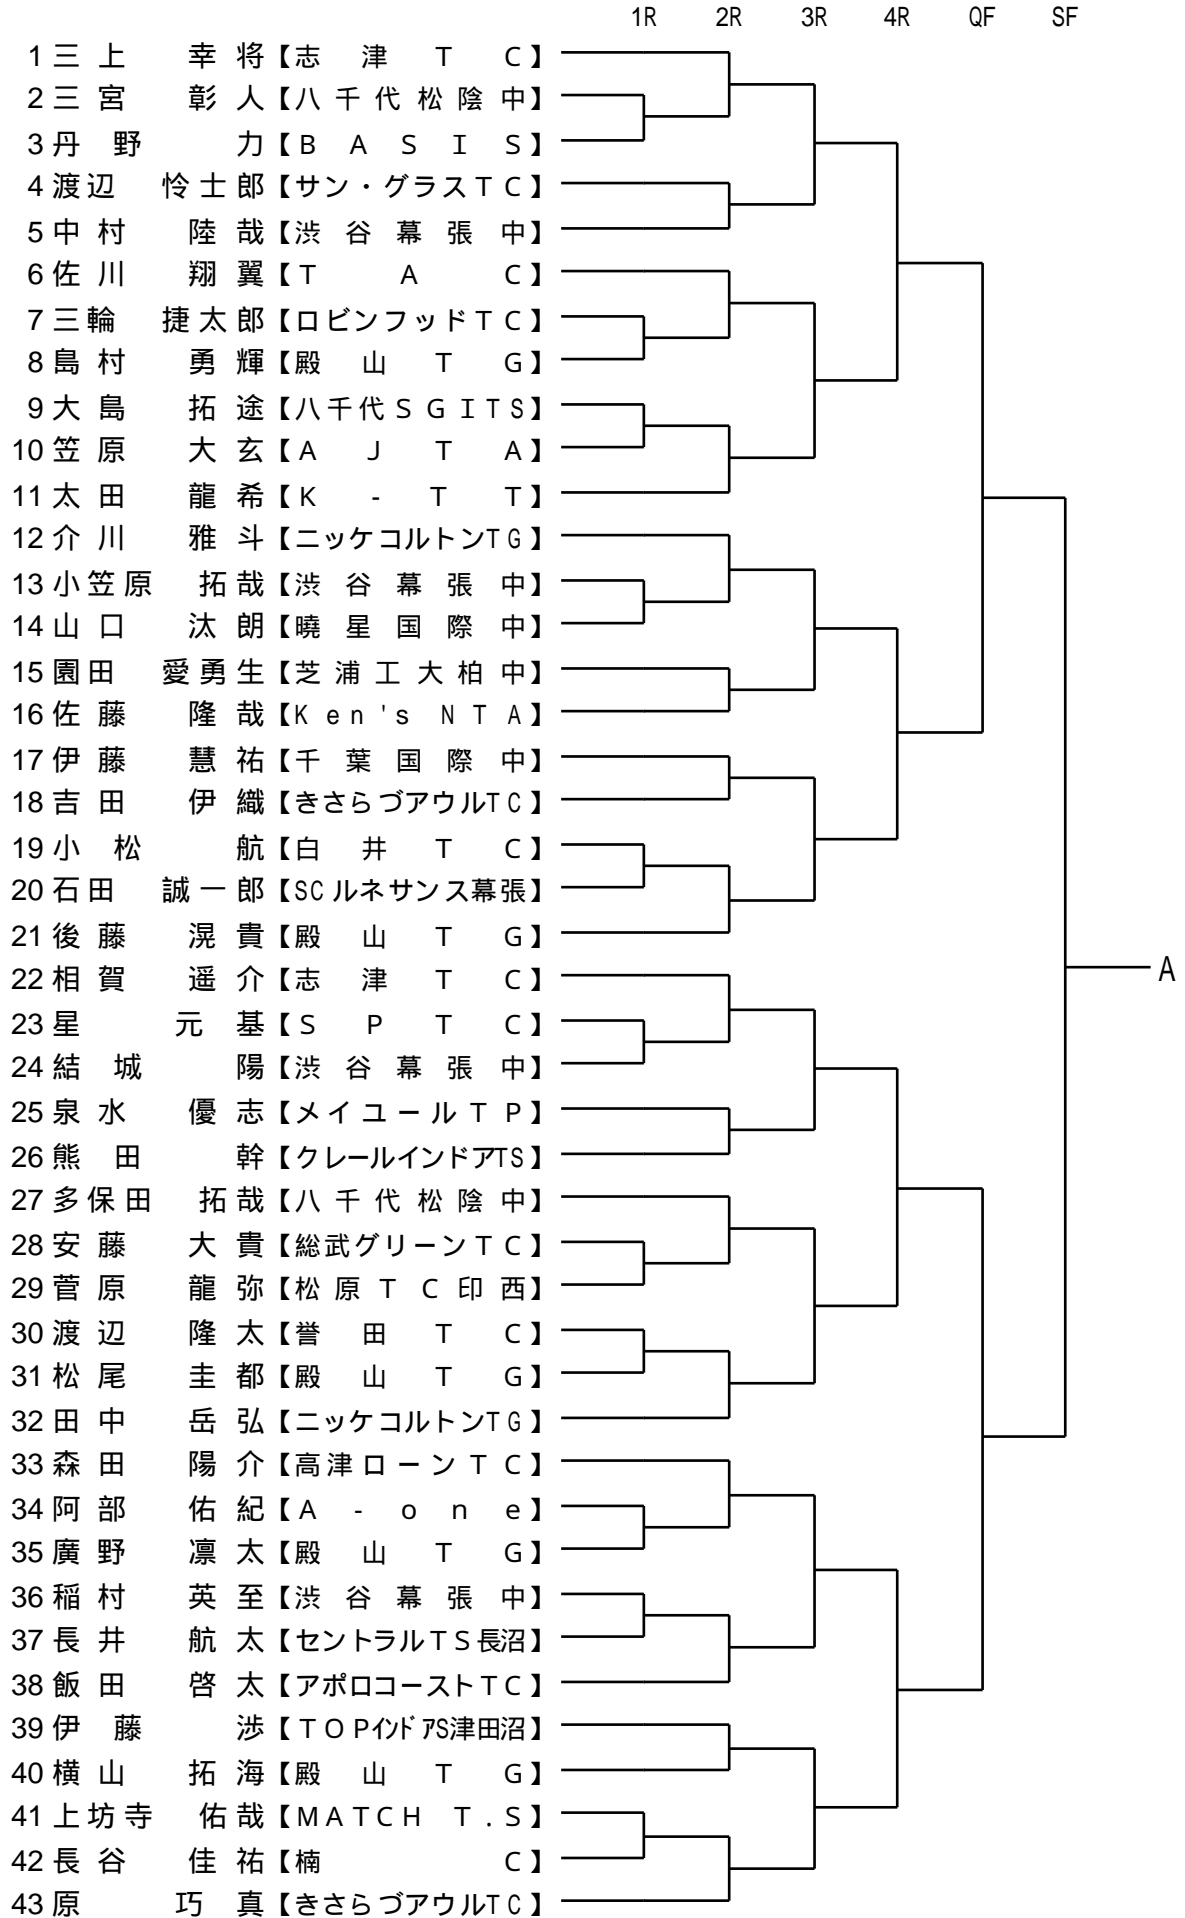 1R 2R 3R 4R QF SF
1 三上 幸将【志津TC】
2 三宮 彰人【八千代松陰中】
3 丹野 力【BASIS】
4 渡辺 怜士郎【サン・グラスTC】
5 中村 陸哉【渋谷幕張中】
6 佐川 翔翼【TAC】
7 三輪 捷太郎【ロビンフッドTC】
8 島村 勇輝【殿山TG】
9 大島 拓途【八千代SGITS】
10 笠原 大玄【AJTA】
11 太田 龍希【K-TT】
12 介川 雅斗【ニッケコルトンTG】
13 小笠原 拓哉【渋谷幕張中】
14 山口 汰朗【暁星国際中】
15 園田 愛勇生【芝浦工大柏中】
16 佐藤 隆哉【Ken's NTA】
17 伊藤 慧祐【千葉国際中】
18 吉田 伊織【きさらづアウルTC】
19 小松 航【白井TC】
20 石田 誠一郎【SCルネサンス幕張】
21 後藤 滉貴【殿山TG】
22 相賀 遥介【志津TC】
A
23 星 元基【SPTC】
24 結城 陽【渋谷幕張中】
25 泉水 優志【メイユールTP】
26 熊田 幹【クレールインドアTS】
27 多保田 拓哉【八千代松陰中】
28 安藤 大貴【総武グリーンTC】
29 菅原 龍弥【松原TC印西】
30 渡辺 隆太【誉田TC】
31 松尾 圭都【殿山TG】
32 田中 岳弘【ニッケコルトンTG】
33 森田 陽介【高津ローンTC】
34 阿部 佑紀【A-one】
35 廣野 凛太【殿山TG】
36 稲村 英至【渋谷幕張中】
37 長井 航太【セントラルTS長沼】
38 飯田 啓太【アポロコーストTC】
39 伊藤 渉【TOPインドアS津田沼】
40 横山 拓海【殿山TG】
41 上坊寺 佑哉【MATCH T.S】
42 長谷 佳祐【楠C】
43 原 巧真【きさらづアウルTC】